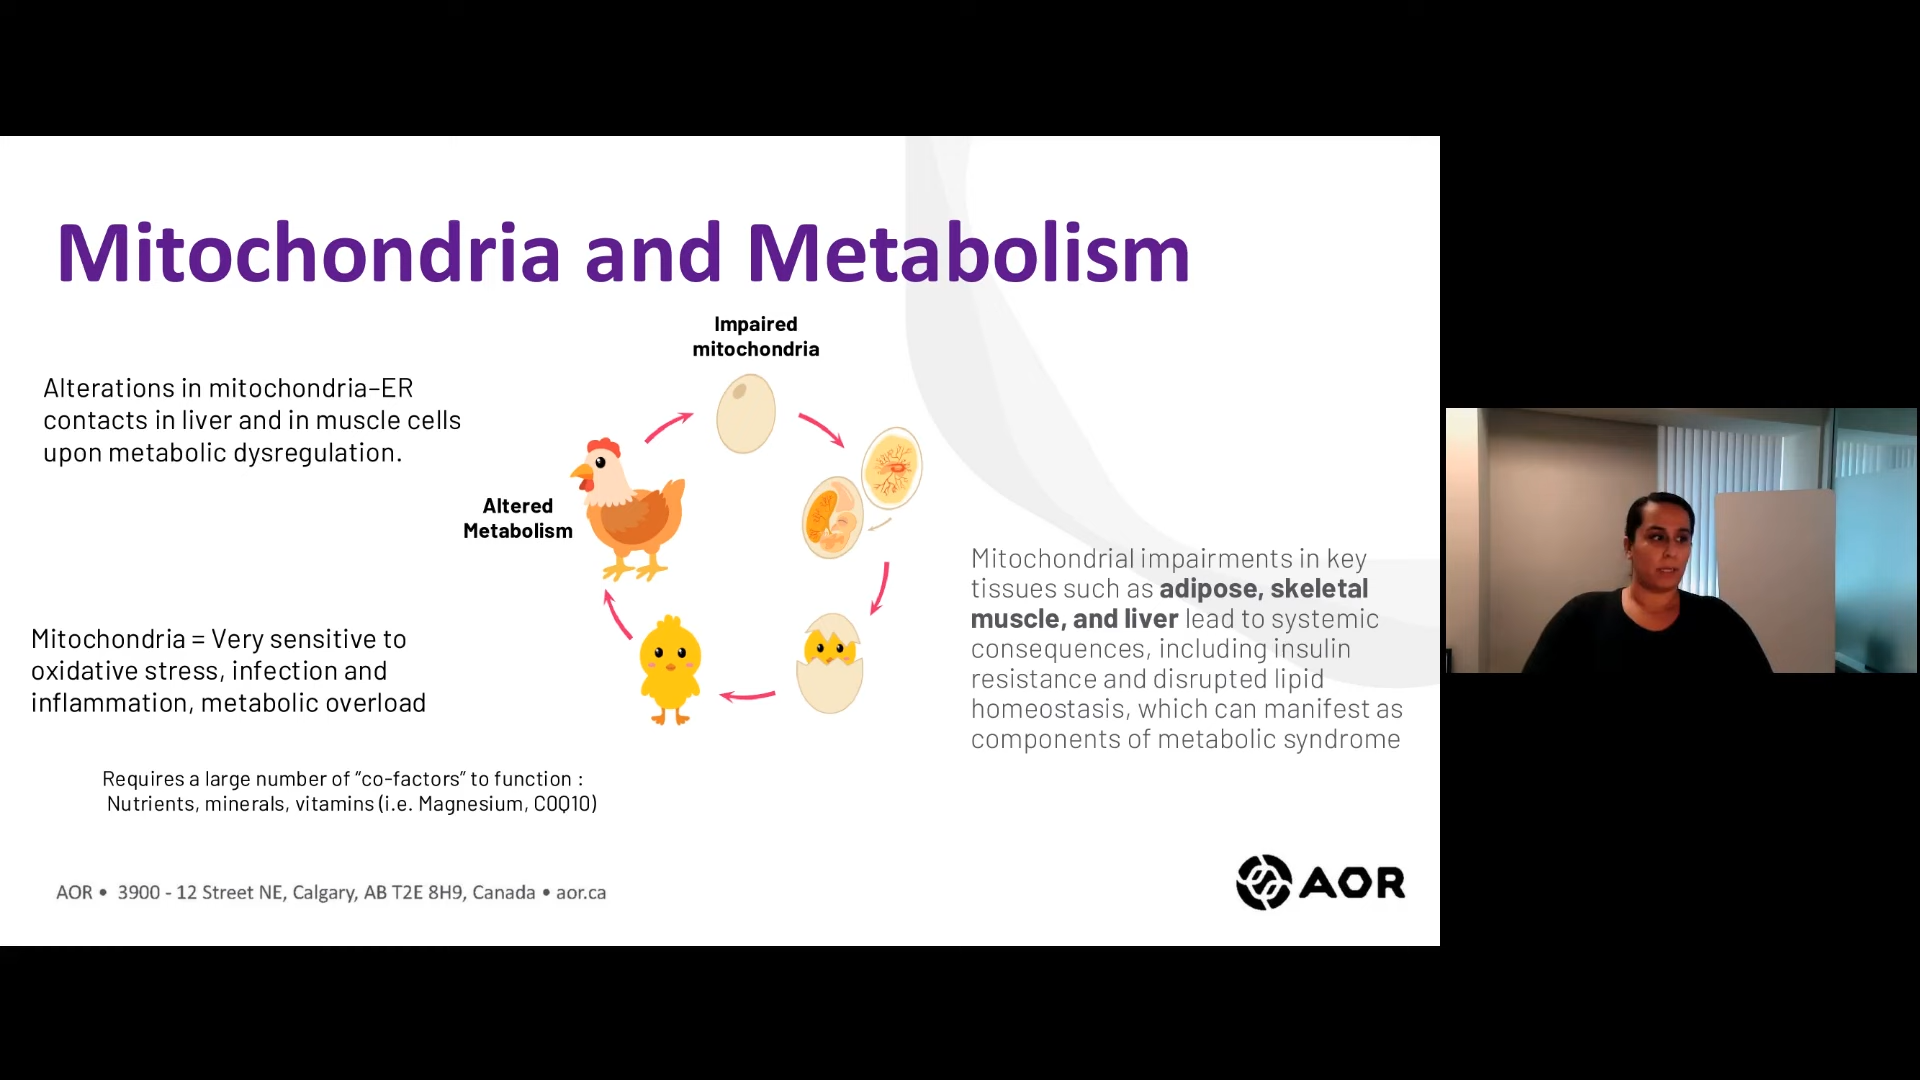 Mitochondria and Metabolism
Impaired
mitochondria
Alterations in mitochondria–ER
contacts in liver and in muscle cells
upon metabolic dysregulation.
Altered
Metabolism
Mitochondria = Very sensitive to
oxidative stress, infection and
inflammation, metabolic overload
Mitochondrial impairments in key
tissues such as adipose, skeletal
muscle, and liver lead to systemic
consequences, including insulin
resistance and disrupted lipid
homeostasis, which can manifest as
components of metabolic syndrome
Requires a large number of “co-factors” to function :
Nutrients, minerals, vitamins (i.e. Magnesium, COQ10)
AOR • 3900 - 12 Street NE, Calgary, AB T2E 8H9, Canada • aor.ca
AOR